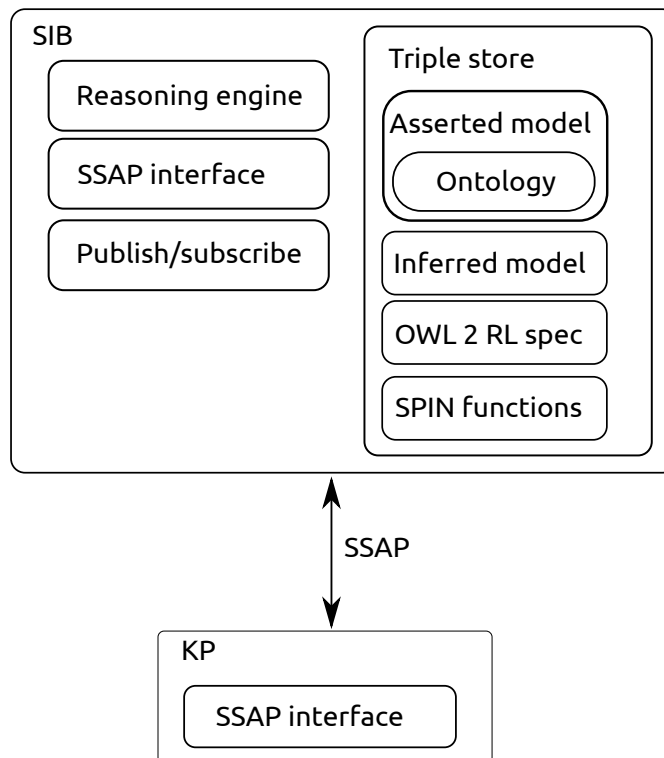 SIB
Reasoning engine
SSAP interface
Publish/subscribe
Triple store
Asserted model
Ontology
Inferred model
OWL 2 RL spec
SPIN functions
SSAP
KP
SSAP interface